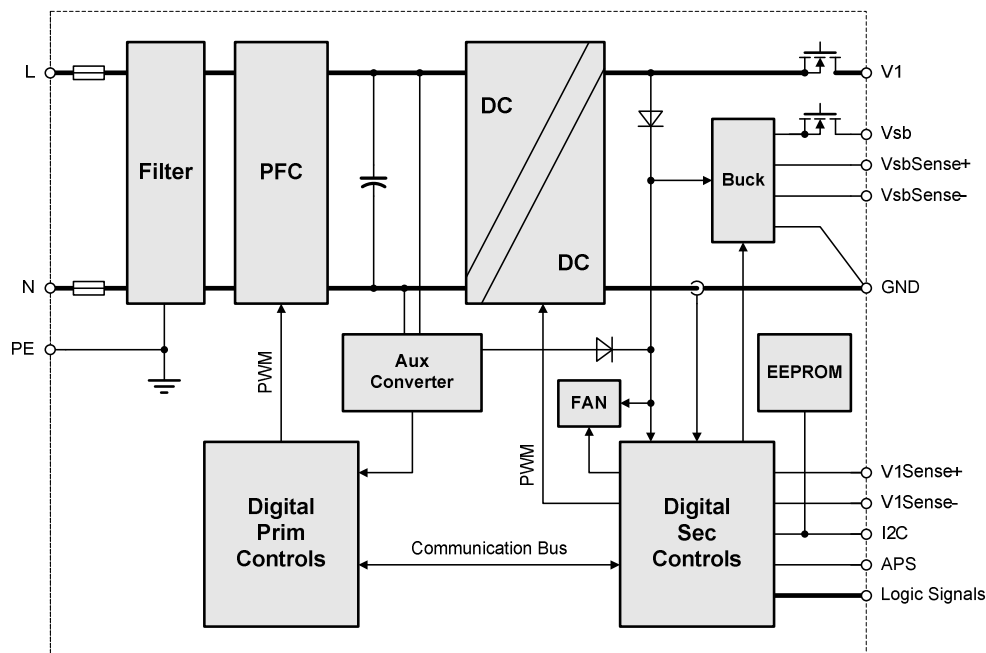 L
V1
DC
Vsb
Filter
PFC
VsbSense+
Buck
VsbSense-
DC
N
GND
PE
Aux
Converter
PWM
EEPROM
FAN
PWM
V1Sense+
Digital
Prim
Controls
Digital
Sec
Controls
V1Sense-
I2C
Communication Bus
APS
Logic Signals